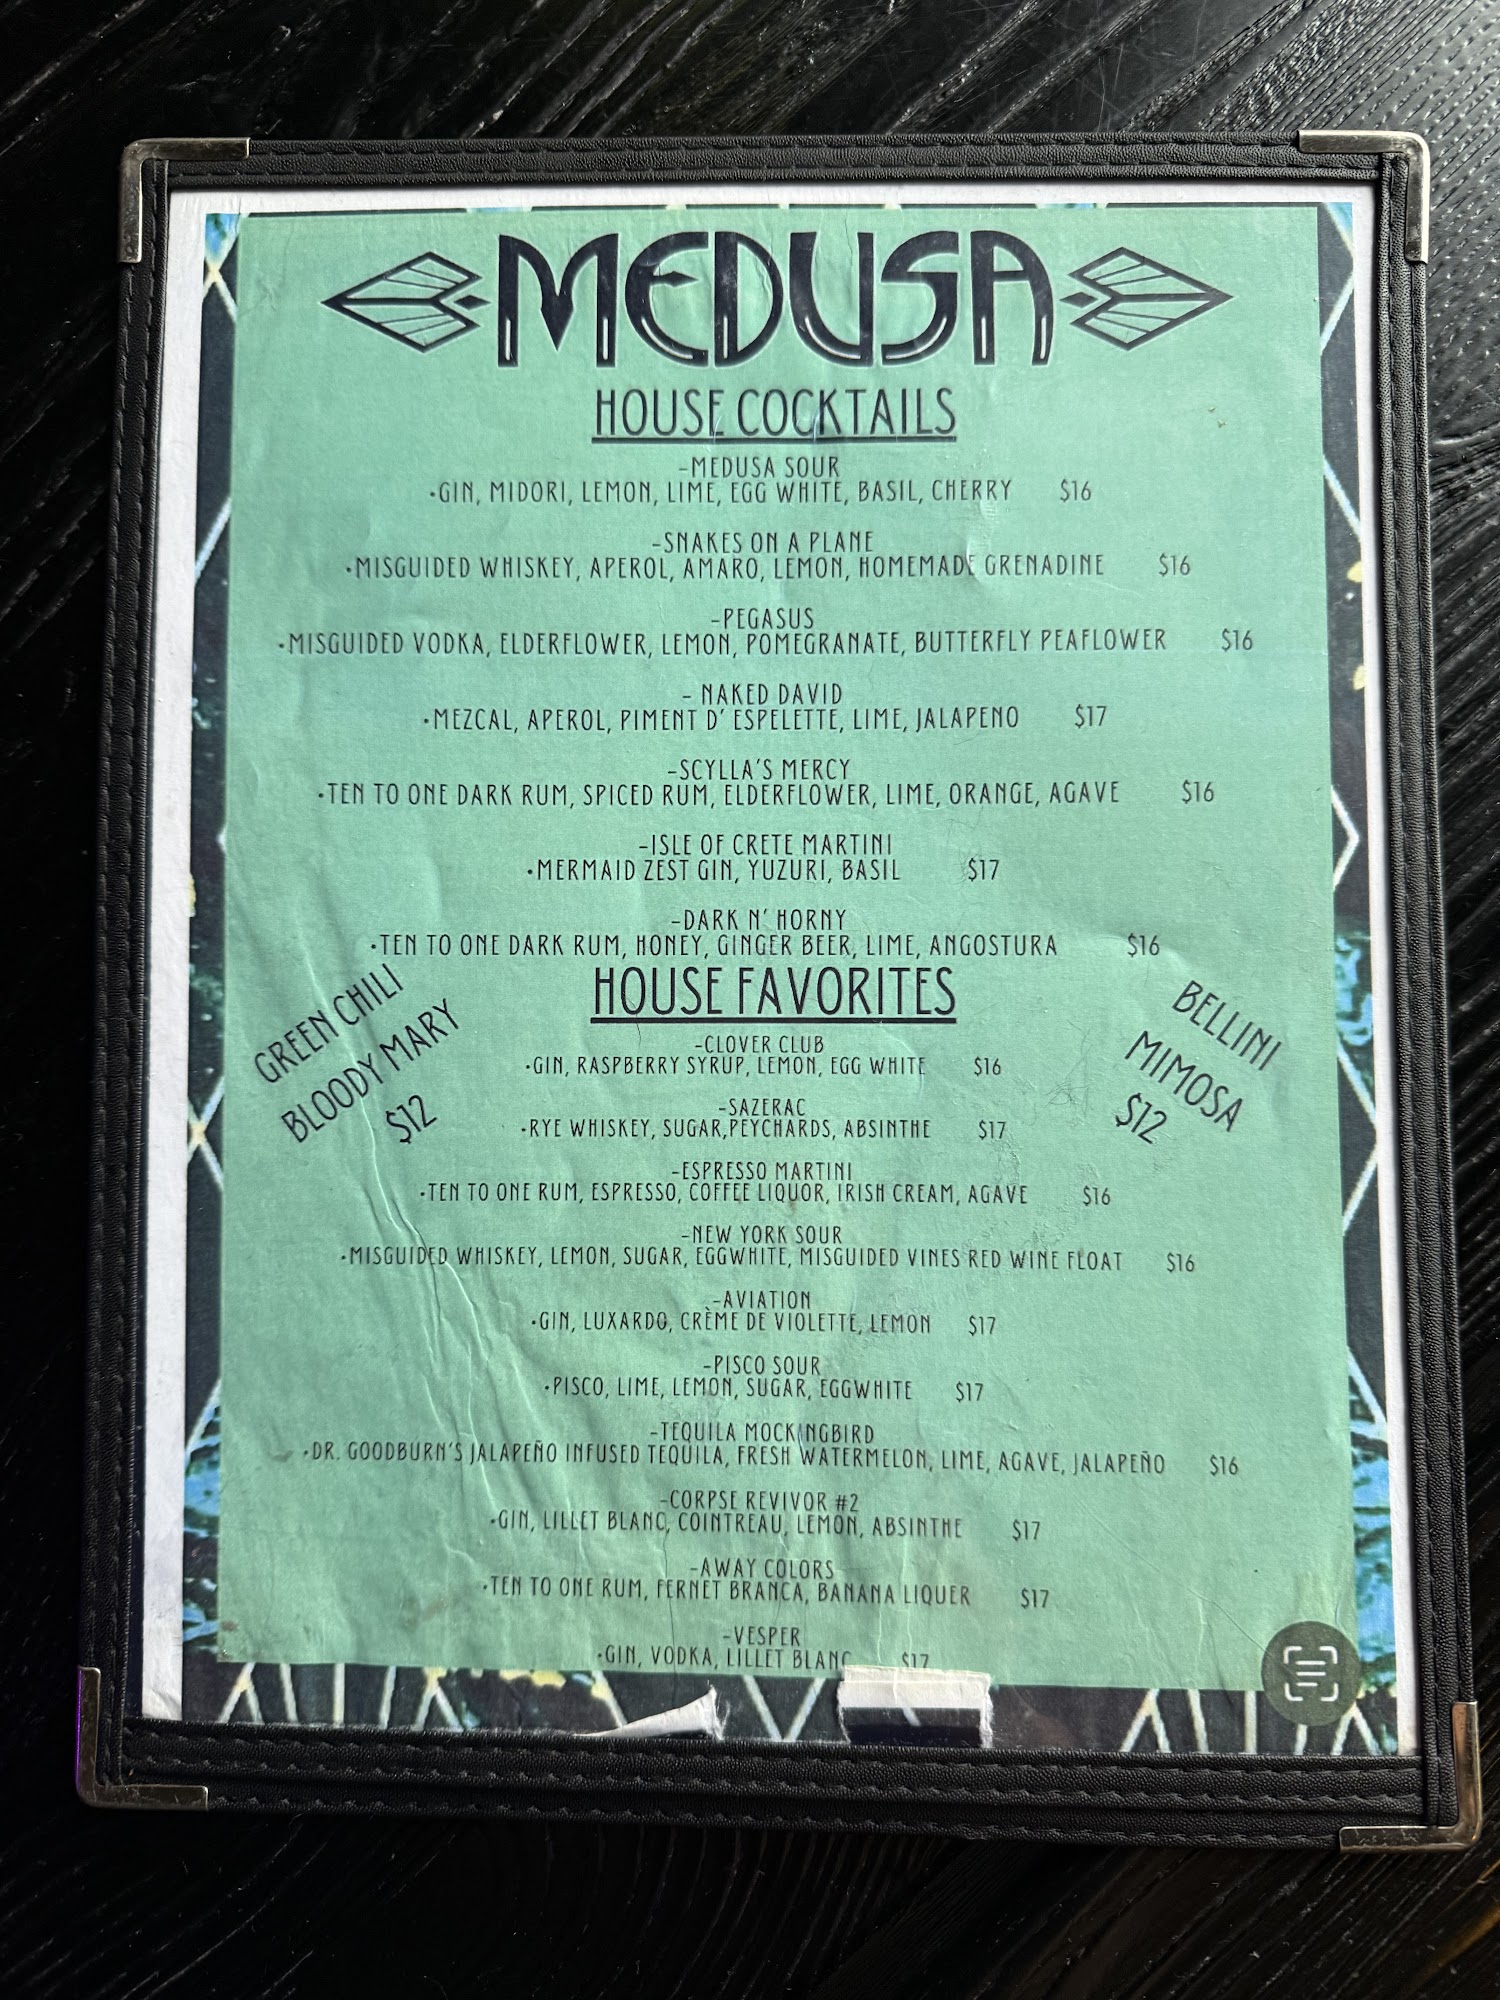 MEDUSA
HOUSE COCKTAILS
-MEDUSA SOUR
•GIN, MIDORI, LEMON, LIME, EGG WHITE, BASIL, CHERRY $16
-SNAKES ON A PLANE
•MISGUIDED WHISKEY, APEROL, AMARO, LEMON, HOMEMADE GRENADINE $16
-PEGASUS
•MISGUIDED VODKA, ELDERFLOWER, LEMON, POMEGRANATE, BUTTERFLY PEAFLOWER $16
- NAKED DAVID
•MEZCAL, APEROL, PIMENT D' ESPELETTE, LIME, JALAPENO $17
-SCYLLA'S MERCY
•TEN TO ONE DARK RUM, SPICED RUM, ELDERFLOWER, LIME, ORANGE, AGAVE $16
-ISLE OF CRETE MARTINI
•MERMAID ZEST GIN, YUZURI, BASIL $17
-DARK N' HORNY
•TEN TO ONE DARK RUM, HONEY, GINGER BEER, LIME, ANGOSTURA $16
GREEN CHILI
BLOODY MARY
$12
BELLINI
MIMOSA
$12
HOUSE FAVORITES
-CLOVER CLUB
•GIN, RASPBERRY SYRUP, LEMON, EGG WHITE $16
-SAZERAC
•RYE WHISKEY, SUGAR,PEYCHARDS, ABSINTHE $17
-ESPRESSO MARTINI
•TEN TO ONE RUM, ESPRESSO, COFFEE LIQUOR, IRISH CREAM, AGAVE $16
-NEW YORK SOUR
•MISGUIDED WHISKEY, LEMON, SUGAR, EGGWHITE, MISGUIDED VINES RED WINE FLOAT $16
-AVIATION
•GIN, LUXARDO, CRÈME DE VIOLETTE, LEMON $17
-PISCO SOUR
•PISCO, LIME, LEMON, SUGAR, EGGWHITE $17
-TEQUILA MOCKINGBIRD
•DR. GOODBURN'S JALAPEÑO INFUSED TEQUILA, FRESH WATERMELON, LIME, AGAVE, JALAPEÑO $16
-CORPSE REVIVOR #2
•GIN, LILLET BLANC, COINTREAU, LEMON, ABSINTHE $17
-AWAY COLORS
•TEN TO ONE RUM, FERNET BRANCA, BANANA LIQUER $17
-VESPER
•GIN, VODKA, LILLET BLANC $17